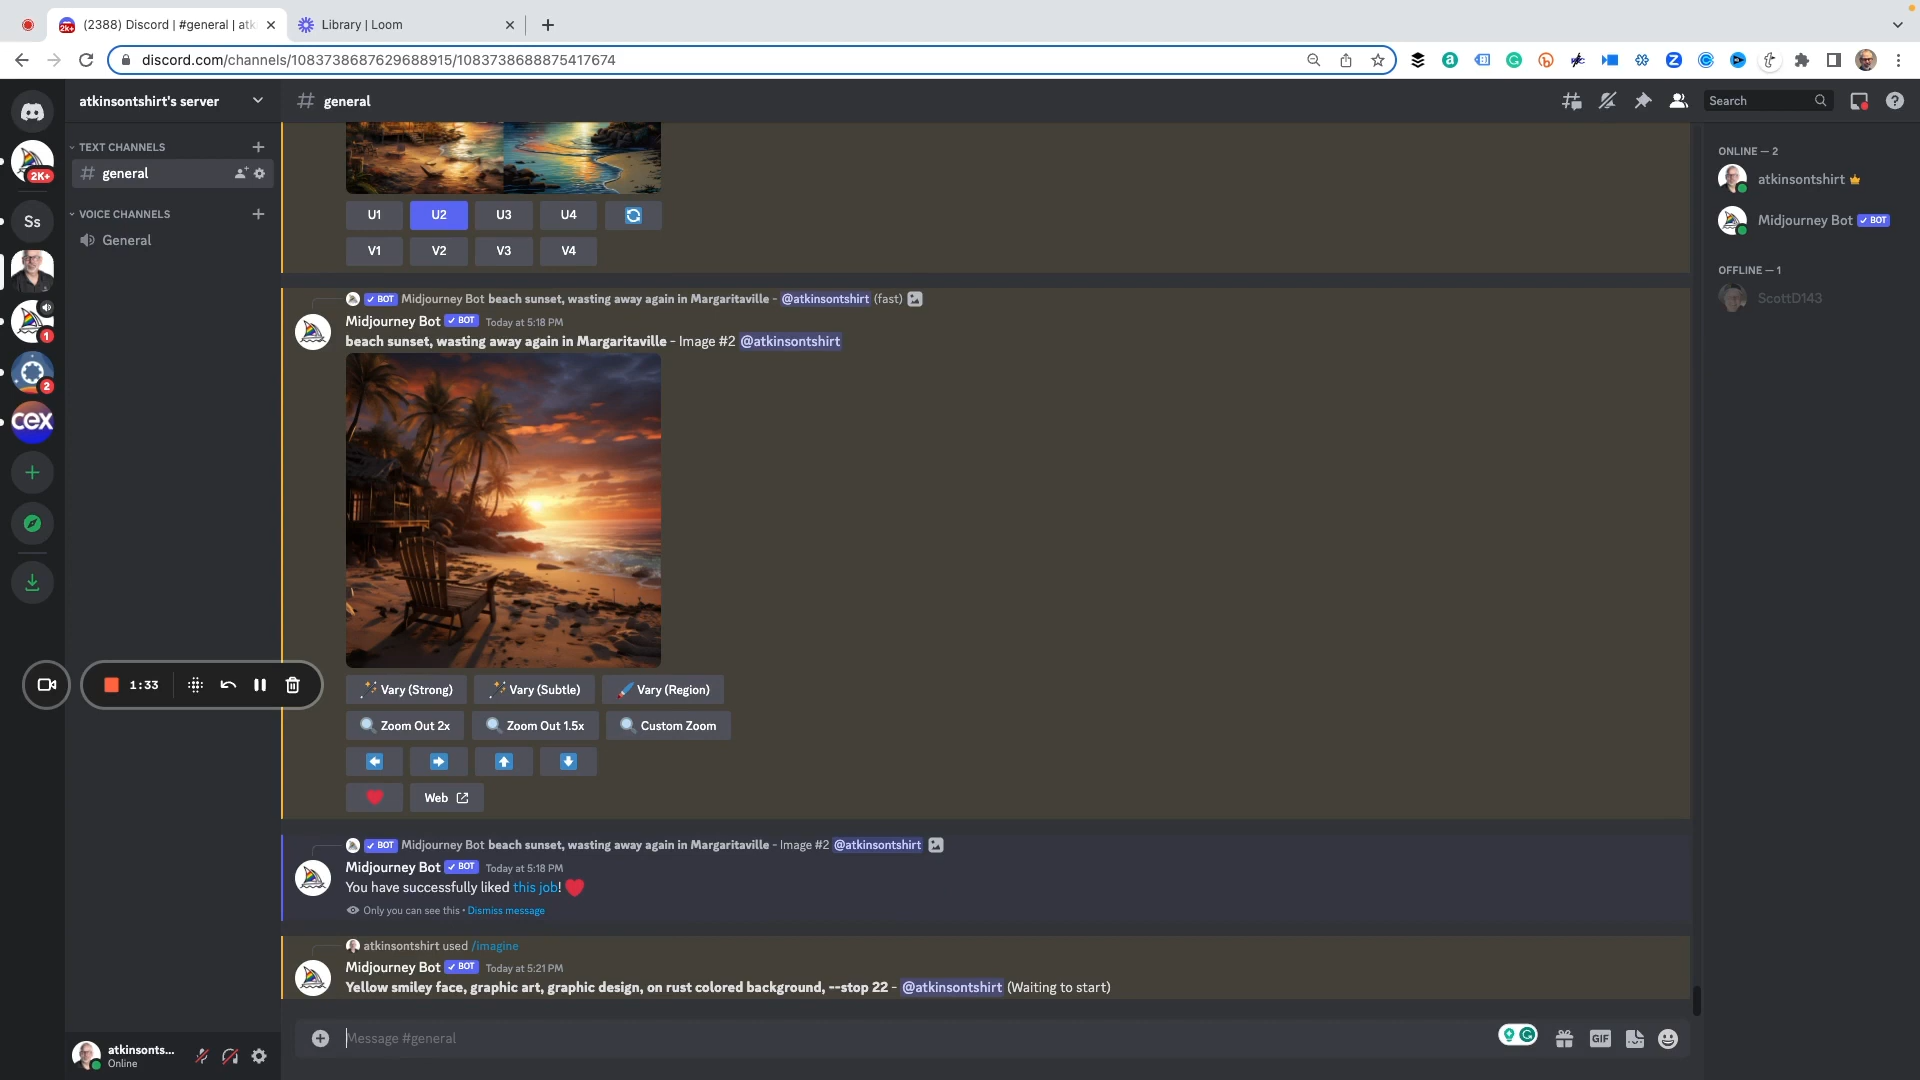 (2388) Discord | #general | atk
Library | Loom
discord.com/channels/1083738687629688915/1083738688875417674
2K+
Ss
1
2
cex
atkinsontshirt's server
TEXT CHANNELS
general
VOICE CHANNELS
General
general
Search
U1 U2 U3 U4
V1 V2 V3 V4
BOT Midjourney Bot beach sunset, wasting away again in Margaritaville - @atkinsontshirt (fast)
Midjourney Bot BOT Today at 5:18 PM
beach sunset, wasting away again in Margaritaville - Image #2 @atkinsontshirt
Vary (Strong) Vary (Subtle) Vary (Region)
Zoom Out 2x Zoom Out 1.5x Custom Zoom
Web
1:33
BOT Midjourney Bot beach sunset, wasting away again in Margaritaville - Image #2 @atkinsontshirt
Midjourney Bot BOT Today at 5:18 PM
You have successfully liked this job!
Only you can see this • Dismiss message
atkinsontshirt used /imagine
Midjourney Bot BOT Today at 5:21 PM
Yellow smiley face, graphic art, graphic design, on rust colored background, --stop 22 - @atkinsontshirt (Waiting to start)
Message #general
GIF
ONLINE — 2
atkinsontshirt
Midjourney Bot BOT
OFFLINE — 1
ScottD143
atkinsonts...
Online